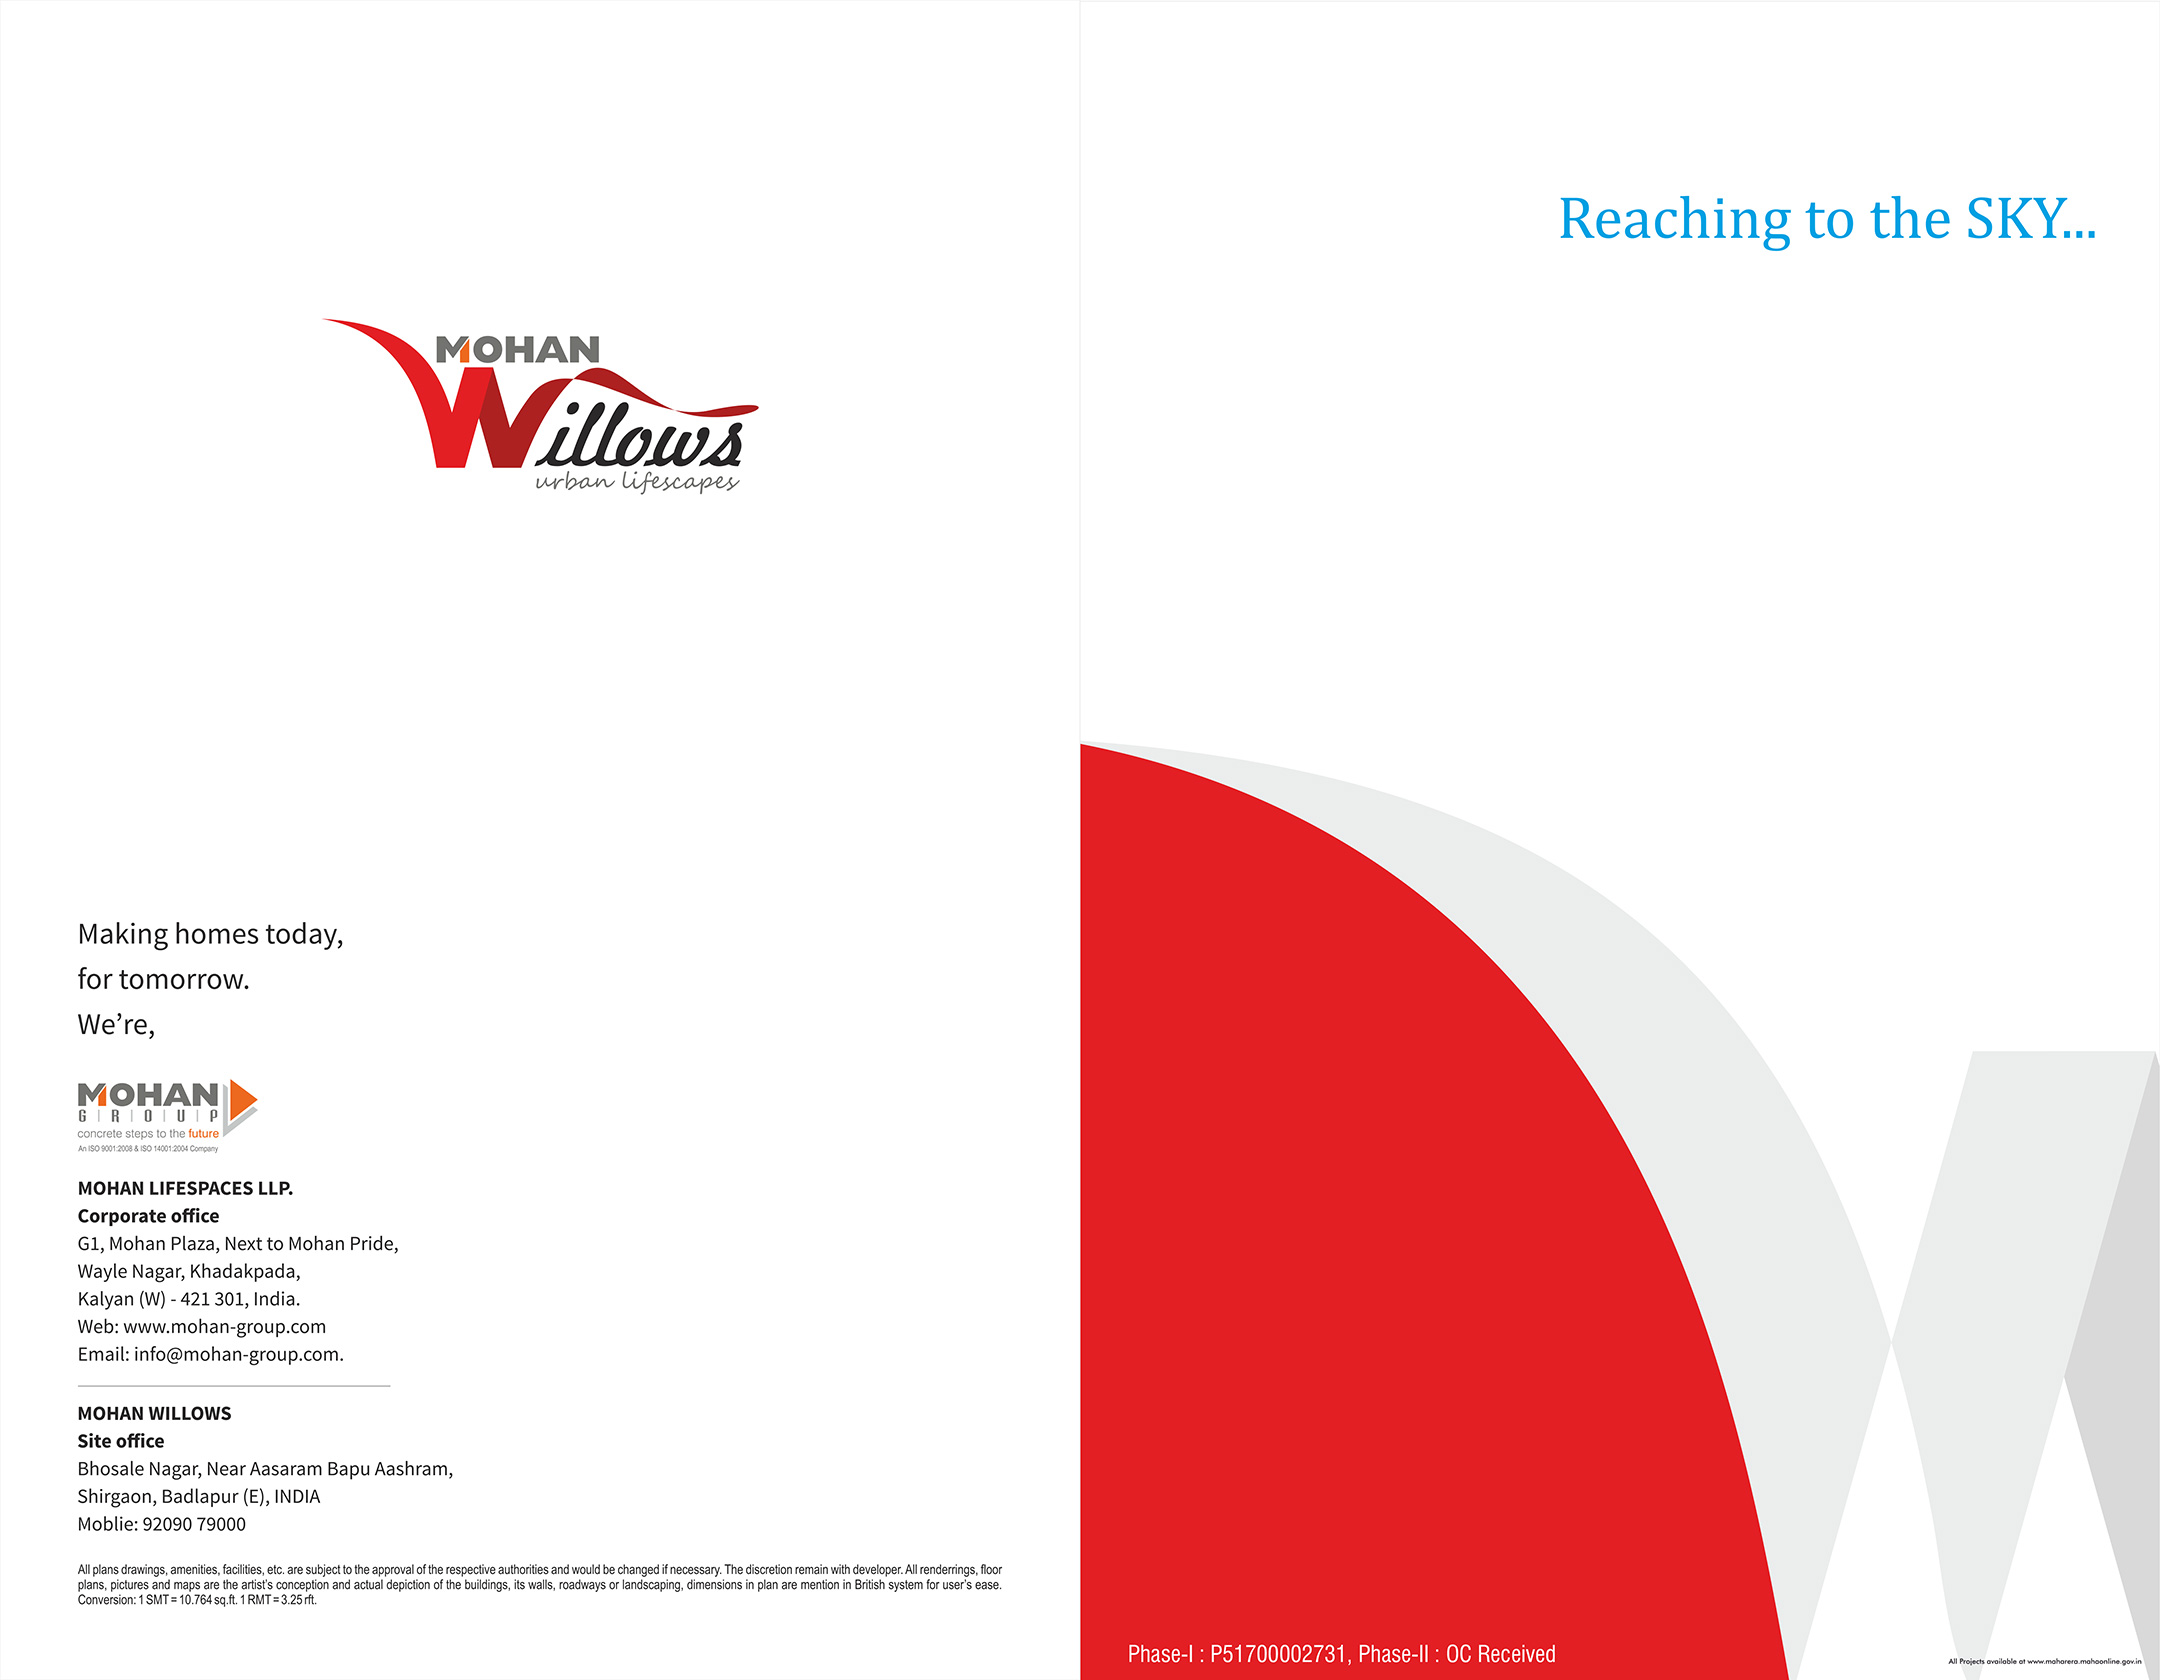 MOHAN
Willows
urban lifescapes
Making homes today,
for tomorrow.
We’re,
MOHAN
G|R|O|U|P
concrete steps to the future
An ISO 9001:2008 & ISO 14001:2004 Company
MOHAN LIFESPACES LLP.
Corporate office
G1, Mohan Plaza, Next to Mohan Pride,
Wayle Nagar, Khadakpada,
Kalyan (W) - 421 301, India.
Web: www.mohan-group.com
Email: info@mohan-group.com.
MOHAN WILLOWS
Site office
Bhosale Nagar, Near Aasaram Bapu Aashram,
Shirgaon, Badlapur (E), INDIA
Moblie: 92090 79000
All plans drawings, amenities, facilities, etc. are subject to the approval of the respective authorities and would be changed if necessary. The discretion remain with developer. All renderrings, floor
plans, pictures and maps are the artist's conception and actual depiction of the buildings, its walls, roadways or landscaping, dimensions in plan are mention in British system for user's ease.
Conversion: 1 SMT = 10.764 sq.ft. 1 RMT = 3.25 rft.
Reaching to the SKY...
Phase-I : P51700002731, Phase-II : OC Received
All Projects available at www.maharera.mahaonline.gov.in